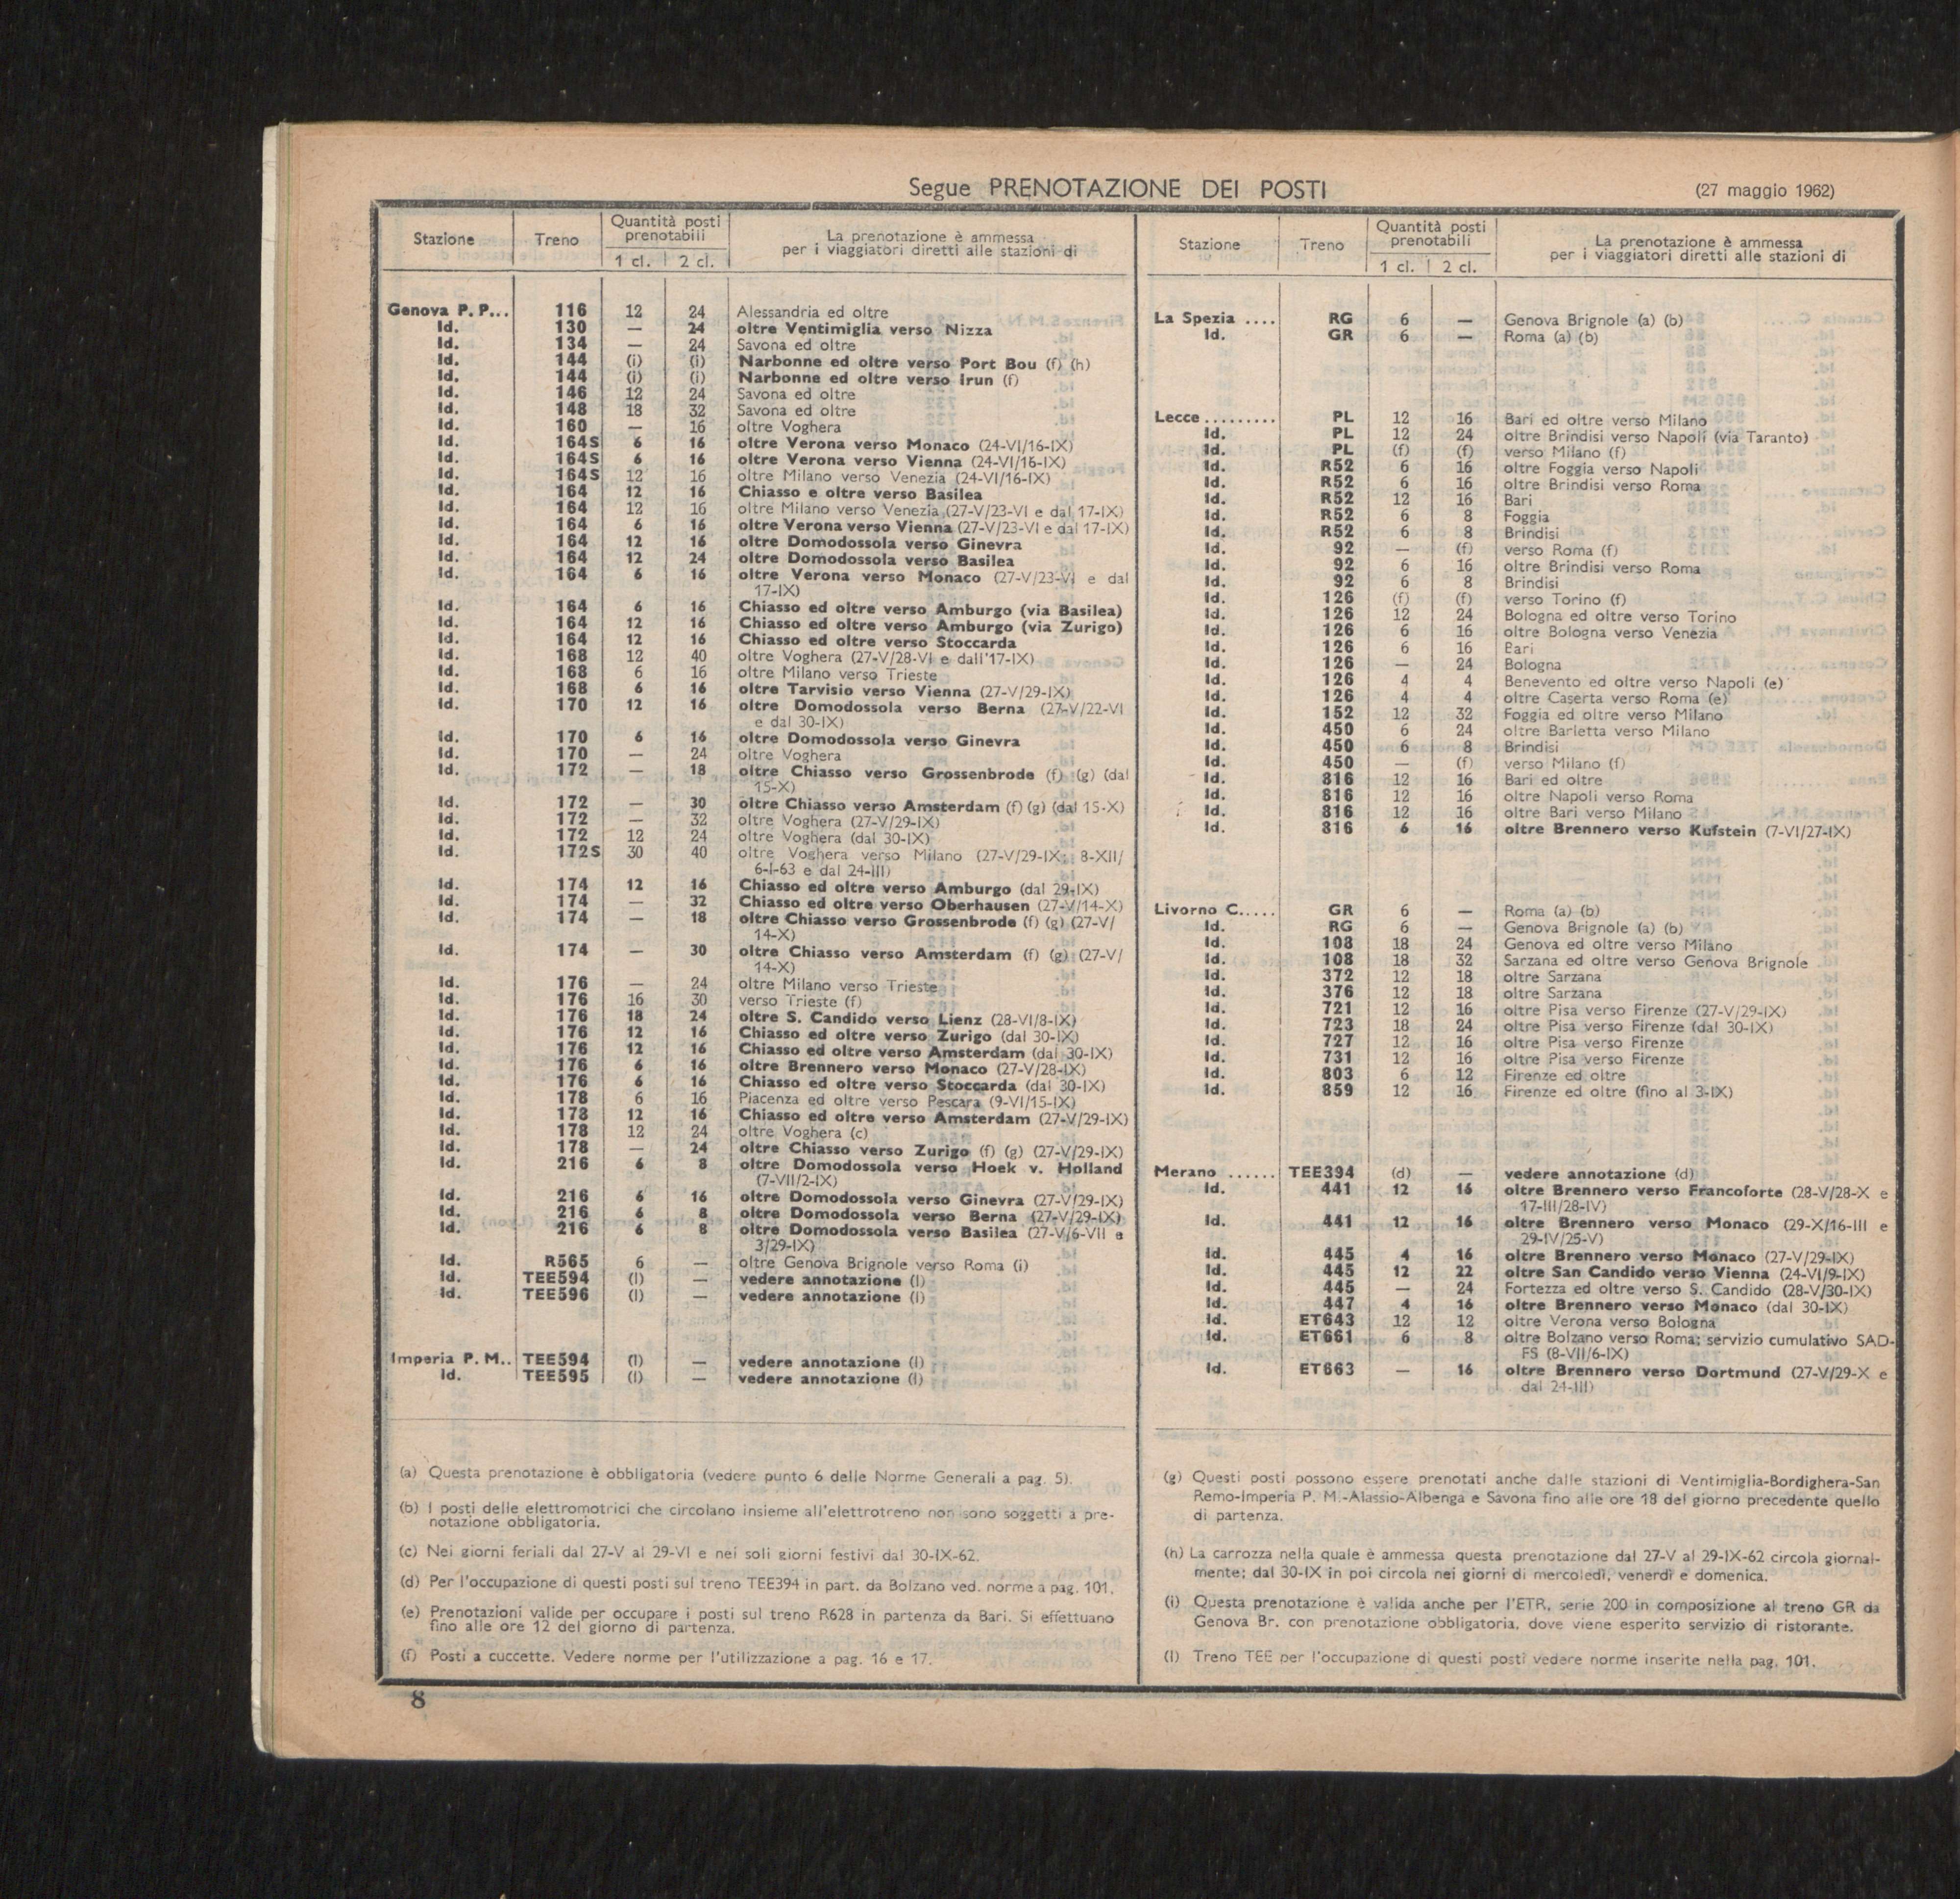 Segue PRENOTAZIONE DEI POSTI (27 maggio 1962)
Stazione Treno Quantità posti prenotabili 1 cl. 2 cl. La prenotazione è ammessa per i viaggiatori diretti alle stazioni di
Genova P. P... 116 12 24 Alessandria ed oltre
Id. 130 — 24 oltre Ventimiglia verso Nizza
Id. 134 — 24 Savona ed oltre
Id. 144 (i) (i) Narbonne ed oltre verso Port Bou (f) (h)
Id. 144 (i) (i) Narbonne ed oltre verso Irun (f)
Id. 146 12 24 Savona ed oltre
Id. 148 18 32 Savona ed oltre
Id. 160 — 16 oltre Voghera
Id. 164S 6 16 oltre Verona verso Monaco (24-VI/16-IX)
Id. 164S 6 16 oltre Verona verso Vienna (24-VI/16-IX)
Id. 164S 12 16 oltre Milano verso Venezia (24-VI/16-IX)
Id. 164 12 16 Chiasso e oltre verso Basilea
Id. 164 12 16 oltre Milano verso Venezia (27-V/23-VI e dal 17-IX)
Id. 164 6 16 oltre Verona verso Vienna (27-V/23-VI e dal 17-IX)
Id. 164 12 16 oltre Domodossola verso Ginevra
Id. 164 12 24 oltre Domodossola verso Basilea
Id. 164 6 16 oltre Verona verso Monaco (27-V/23-VI e dal
17-IX)
Id. 164 6 16 Chiasso ed oltre verso Amburgo (via Basilea)
Id. 164 12 16 Chiasso ed oltre verso Amburgo (via Zurigo)
Id. 164 12 16 Chiasso ed oltre verso Stoccarda
Id. 168 12 40 oltre Voghera (27-V/28-VI e dall'17-IX)
Id. 168 6 16 oltre Milano verso Trieste
Id. 168 6 16 oltre Tarvisio verso Vienna (27-V/29-IX)
Id. 170 12 16 oltre Domodossola verso Berna (27-V/22-VI
e dal 30-IX)
Id. 170 6 16 oltre Domodossola verso Ginevra
Id. 170 — 24 oltre Voghera
Id. 172 — 18 oltre Chiasso verso Grossenbrode (f) (g) (dal
15-X)
Id. 172 — 30 oltre Chiasso verso Amsterdam (f) (g) (dal 15-X)
Id. 172 — 32 oltre Voghera (27-V/29-IX)
Id. 172 12 24 oltre Voghera (dal 30-IX)
Id. 172S 30 40 oltre Voghera verso Milano (27-V/29-IX; 8-XII/
6-I-63 e dal 24-III)
Id. 174 12 16 Chiasso ed oltre verso Amburgo (dal 29-IX)
Id. 174 — 32 Chiasso ed oltre verso Oberhausen (27-V/14-X)
Id. 174 — 18 oltre Chiasso verso Grossenbrode (f) (g) (27-V/
14-X)
Id. 174 — 30 oltre Chiasso verso Amsterdam (f) (g) (27-V/
14-X)
Id. 176 — 24 oltre Milano verso Trieste
Id. 176 16 30 verso Trieste (f)
Id. 176 18 24 oltre S. Candido verso Lienz (28-VI/8-IX)
Id. 176 12 16 Chiasso ed oltre verso Zurigo (dal 30-IX)
Id. 176 12 16 Chiasso ed oltre verso Amsterdam (dal 30-IX)
Id. 176 6 16 oltre Brennero verso Monaco (27-V/28-IX)
Id. 176 6 16 Chiasso ed oltre verso Stoccarda (dal 30-IX)
Id. 178 6 16 Piacenza ed oltre verso Pescara (9-VI/15-IX)
Id. 178 12 16 Chiasso ed oltre verso Amsterdam (27-V/29-IX)
Id. 178 12 24 oltre Voghera (c)
Id. 178 — 24 oltre Chiasso verso Zurigo (f) (g) (27-V/29-IX)
Id. 216 6 8 oltre Domodossola verso Hoek v. Holland
(7-VII/2-IX)
Id. 216 6 16 oltre Domodossola verso Ginevra (27-V/29-IX)
Id. 216 6 8 oltre Domodossola verso Berna (27-V/29-IX)
Id. 216 6 8 oltre Domodossola verso Basilea (27-V/6-VII e
3/29-IX)
Id. R565 6 — oltre Genova Brignole verso Roma (i)
Id. TEE594 (l) — vedere annotazione (l)
Id. TEE596 (l) — vedere annotazione (l)
Imperia P. M.. TEE594 (l) — vedere annotazione (l)
Id. TEE595 (l) — vedere annotazione (l)
(a) Questa prenotazione è obbligatoria (vedere punto 6 delle Norme Generali a pag. 5).
(b) I posti delle elettromotrici che circolano insieme all'elettrotreno non sono soggetti a pre-
notazione obbligatoria.
(c) Nei giorni feriali dal 27-V al 29-VI e nei soli giorni festivi dal 30-IX-62.
(d) Per l'occupazione di questi posti sul treno TEE394 in part. da Bolzano ved. norme a pag. 101.
(e) Prenotazioni valide per occupare i posti sul treno R628 in partenza da Bari. Si effettuano
fino alle ore 12 del giorno di partenza.
(f) Posti a cuccette. Vedere norme per l'utilizzazione a pag. 16 e 17.
8
Stazione Treno Quantità posti prenotabili 1 cl. 2 cl. La prenotazione è ammessa per i viaggiatori diretti alle stazioni di
La Spezia .... RG 6 — Genova Brignole (a) (b)
Id. GR 6 — Roma (a) (b)
Lecce ......... PL 12 16 Bari ed oltre verso Milano
Id. PL 12 24 oltre Brindisi verso Napoli (via Taranto)
Id. PL (f) (f) verso Milano (f)
Id. R52 6 16 oltre Foggia verso Napoli
Id. R52 6 16 oltre Brindisi verso Roma
Id. R52 12 16 Bari
Id. R52 6 8 Foggia
Id. R52 6 8 Brindisi
Id. 92 — (f) verso Roma (f)
Id. 92 6 16 oltre Brindisi verso Roma
Id. 92 6 8 Brindisi
Id. 126 (f) (f) verso Torino (f)
Id. 126 12 24 Bologna ed oltre verso Torino
Id. 126 6 16 oltre Bologna verso Venezia
Id. 126 6 16 Bari
Id. 126 — 24 Bologna
Id. 126 4 4 Benevento ed oltre verso Napoli (e)
Id. 126 4 4 oltre Caserta verso Roma (e)
Id. 152 12 32 Foggia ed oltre verso Milano
Id. 450 6 24 oltre Barletta verso Milano
Id. 450 6 8 Brindisi
Id. 450 — (f) verso Milano (f)
Id. 816 12 16 Bari ed oltre
Id. 816 12 16 oltre Napoli verso Roma
Id. 816 12 16 oltre Bari verso Milano
Id. 816 6 16 oltre Brennero verso Kufstein (7-VI/27-IX)
Livorno C..... GR 6 — Roma (a) (b)
Id. RG 6 — Genova Brignole (a) (b)
Id. 108 18 24 Genova ed oltre verso Milano
Id. 108 18 32 Sarzana ed oltre verso Genova Brignole
Id. 372 12 18 oltre Sarzana
Id. 376 12 18 oltre Sarzana
Id. 721 12 16 oltre Pisa verso Firenze (27-V/29-IX)
Id. 723 18 24 oltre Pisa verso Firenze (dal 30-IX)
Id. 727 12 16 oltre Pisa verso Firenze
Id. 731 12 16 oltre Pisa verso Firenze
Id. 803 6 12 Firenze ed oltre
Id. 859 12 16 Firenze ed oltre (fino al 3-IX)
Merano ...... TEE394 (d) — vedere annotazione (d)
Id. 441 12 16 oltre Brennero verso Francoforte (28-V/28-X e
17-III/28-IV)
Id. 441 12 16 oltre Brennero verso Monaco (29-X/16-III e
29-IV/25-V)
Id. 445 4 16 oltre Brennero verso Monaco (27-V/29-IX)
Id. 445 12 22 oltre San Candido verso Vienna (24-VI/9-IX)
Id. 445 — 24 Fortezza ed oltre verso S. Candido (28-V/30-IX)
Id. 447 4 16 oltre Brennero verso Monaco (dal 30-IX)
Id. ET643 12 12 oltre Verona verso Bologna
Id. ET661 6 8 oltre Bolzano verso Roma; servizio cumulativo SAD-
FS (8-VII/6-IX)
Id. ET663 — 16 oltre Brennero verso Dortmund (27-V/29-X e
dal 24-III)
(g) Questi posti possono essere prenotati anche dalle stazioni di Ventimiglia-Bordighera-San
Remo-Imperia P. M.-Alassio-Albenga e Savona fino alle ore 18 del giorno precedente quello
di partenza.
(h) La carrozza nella quale è ammessa questa prenotazione dal 27-V al 29-IX-62 circola giornal-
mente; dal 30-IX in poi circola nei giorni di mercoledì, venerdì e domenica.
(i) Questa prenotazione è valida anche per l'ETR. serie 200 in composizione al treno GR da
Genova Br. con prenotazione obbligatoria, dove viene esperito servizio di ristorante.
(l) Treno TEE per l'occupazione di questi posti vedere norme inserite nella pag. 101.